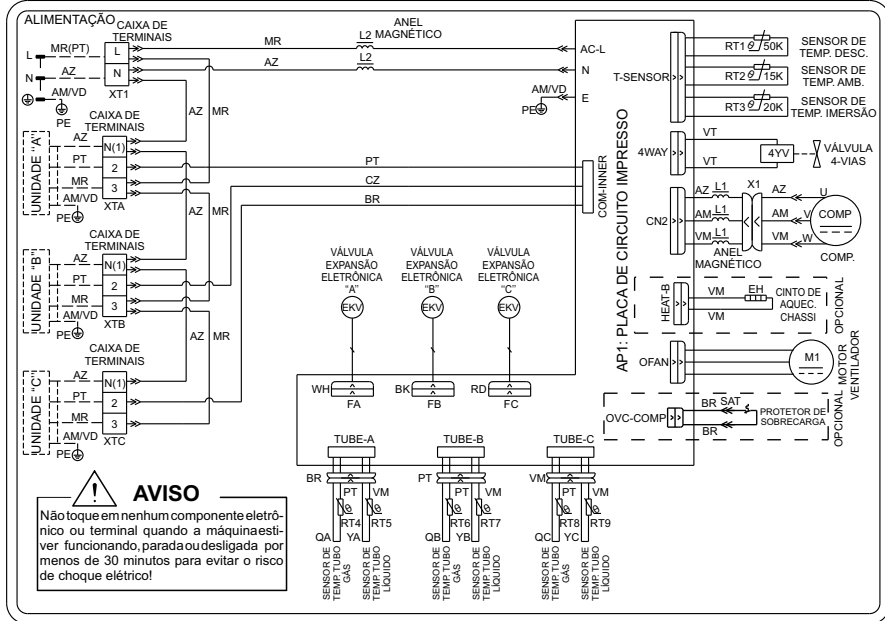 ALIMENTAÇÃO
CAIXA DE
TERMINAIS
L
MR(PT)
L
N
AZ
N
AM/VD
PE
XT1
MR
L2
ANEL
MAGNÉTICO
AZ
L2
AC-L
N
AM/VD
PE
E
AZ
MR
CAIXA DE
TERMINAIS
UNIDADE "A"
AZ
N(1)
PT
2
MR
3
AM/VD
PE
XTA
PT
CZ
BR
COM-INNER
AZ
MR
CAIXA DE
TERMINAIS
UNIDADE "B"
AZ
N(1)
PT
2
MR
3
AM/VD
PE
XTB
AZ
MR
CAIXA DE
TERMINAIS
UNIDADE "C"
AZ
N(1)
PT
2
MR
3
AM/VD
PE
XTC
VÁLVULA
EXPANSÃO
ELETRÔNICA
"A"
EKV
WH
FA
VÁLVULA
EXPANSÃO
ELETRÔNICA
"B"
EKV
BK
FB
VÁLVULA
EXPANSÃO
ELETRÔNICA
"C"
EKV
RD
FC
AP1: PLACA DE CIRCUITO IMPRESSO
T-SENSOR
RT1 θ 50K
SENSOR DE
TEMP. DESC.
RT2 θ 15K
SENSOR DE
TEMP. AMB.
RT3 θ 20K
SENSOR DE
TEMP. IMERSÃO
4WAY
VT
VT
4YV
VÁLVULA
4-VIAS
CN2
AZ
L1
X1
AZ
U
AM
L1
AM
V
VM
L1
VM
W
ANEL
MAGNÉTICO
COMP
COMP.
HEAT-B
VM
EH
VM
CINTO DE
AQUEC.
CHASSI
OPCIONAL
OFAN
M1
MOTOR
VENTILADOR
OVC-COMP
BR
SAT
BR
PROTETOR DE
SOBRECARGA
OPCIONAL
TUBE-A
BR
PT
VM
θ
RT4
θ
RT5
QA
YA
SENSOR DE
TEMP. TUBO
GÁS
SENSOR DE
TEMP. TUBO
LÍQUIDO
TUBE-B
PT
PT
VM
θ
RT6
θ
RT7
QB
YB
SENSOR DE
TEMP. TUBO
GÁS
SENSOR DE
TEMP. TUBO
LÍQUIDO
TUBE-C
VM
PT
VM
θ
RT8
θ
RT9
QC
YC
SENSOR DE
TEMP. TUBO
GÁS
SENSOR DE
TEMP. TUBO
LÍQUIDO
! AVISO
Não toque em nenhum componente eletrô-
nico ou terminal quando a máquina esti-
ver funcionando, parada ou desligada por
menos de 30 minutos para evitar o risco
de choque elétrico!